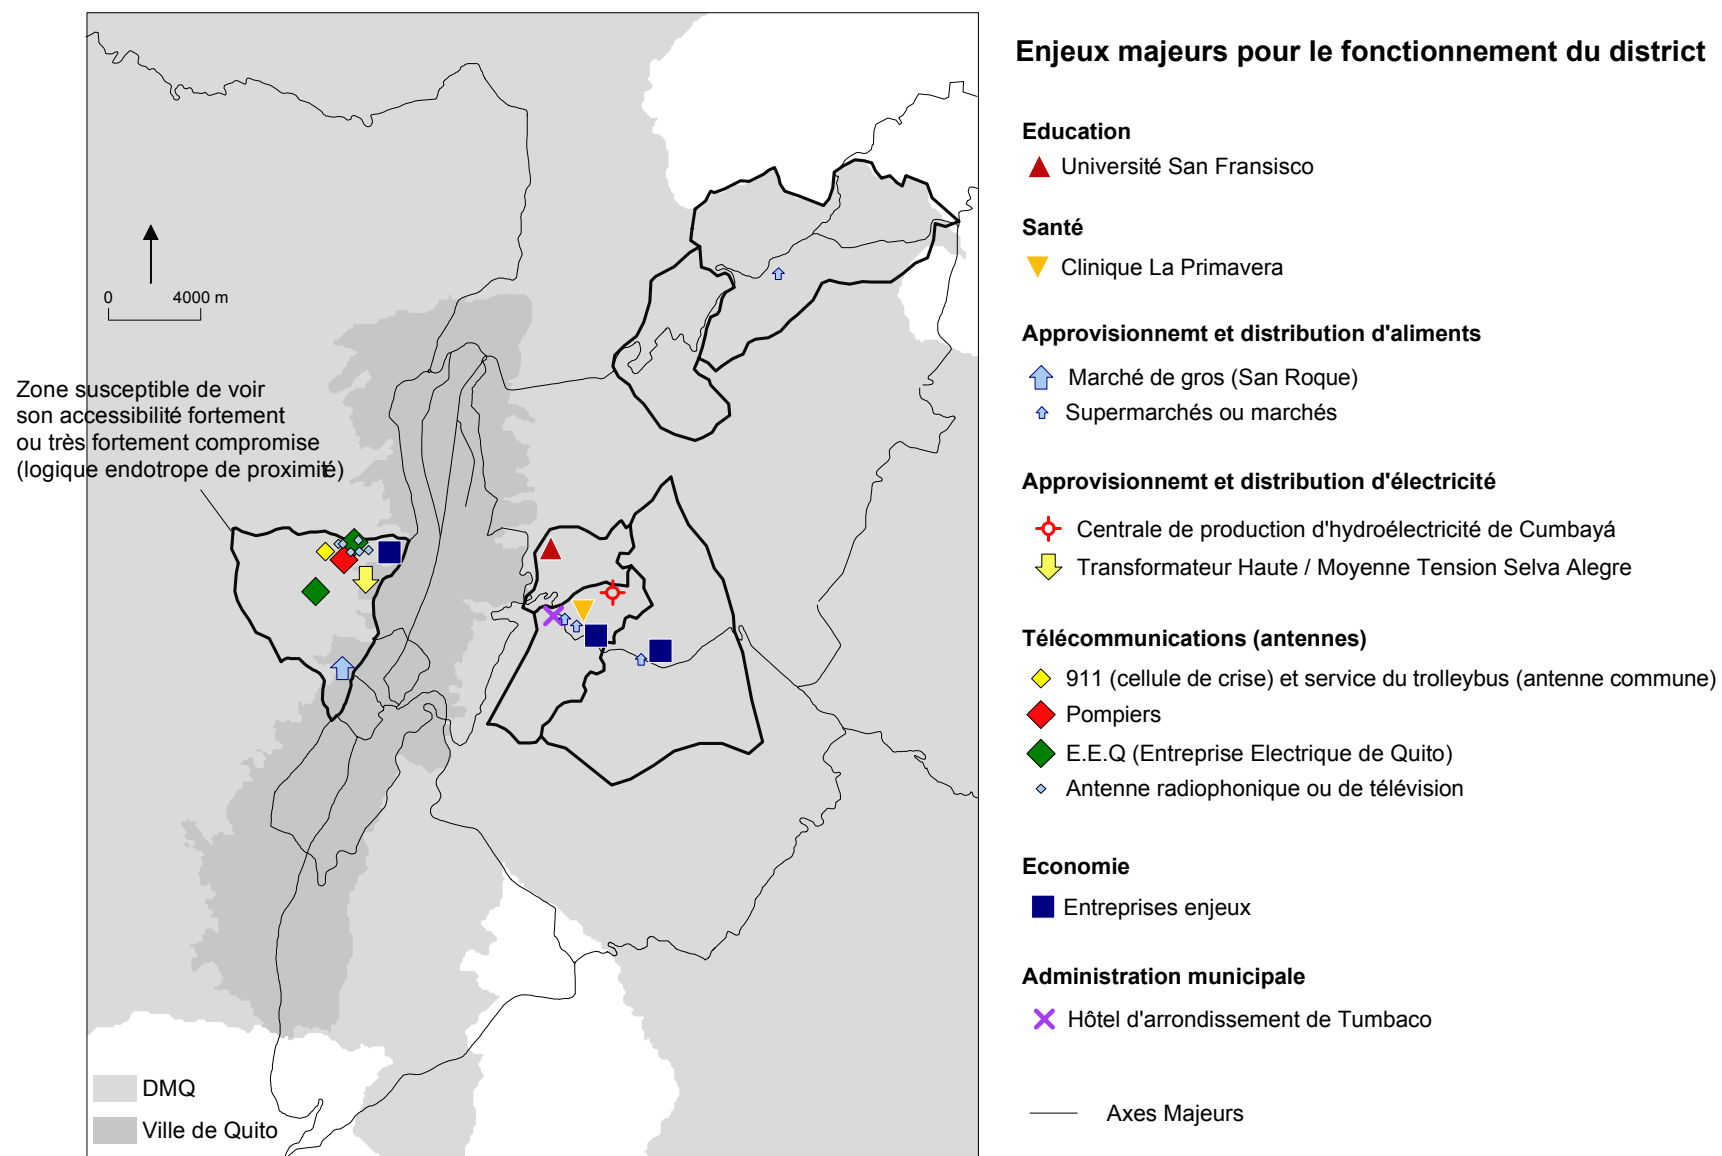 Enjeux majeurs pour le fonctionnement du district
Education
Université San Fransisco
Santé
Clinique La Primavera
Approvisionnemt et distribution d'aliments
Marché de gros (San Roque)
Supermarchés ou marchés
Approvisionnemt et distribution d'électricité
Centrale de production d'hydroélectricité de Cumbayá
Transformateur Haute / Moyenne Tension Selva Alegre
Télécommunications (antennes)
911 (cellule de crise) et service du trolleybus (antenne commune)
Pompiers
E.E.Q (Entreprise Electrique de Quito)
Antenne radiophonique ou de télévision
Economie
Entreprises enjeux
Administration municipale
Hôtel d'arrondissement de Tumbaco
Axes Majeurs
0 4000 m
Zone susceptible de voir
son accessibilité fortement
ou très fortement compromise
(logique endotrope de proximité)
DMQ
Ville de Quito